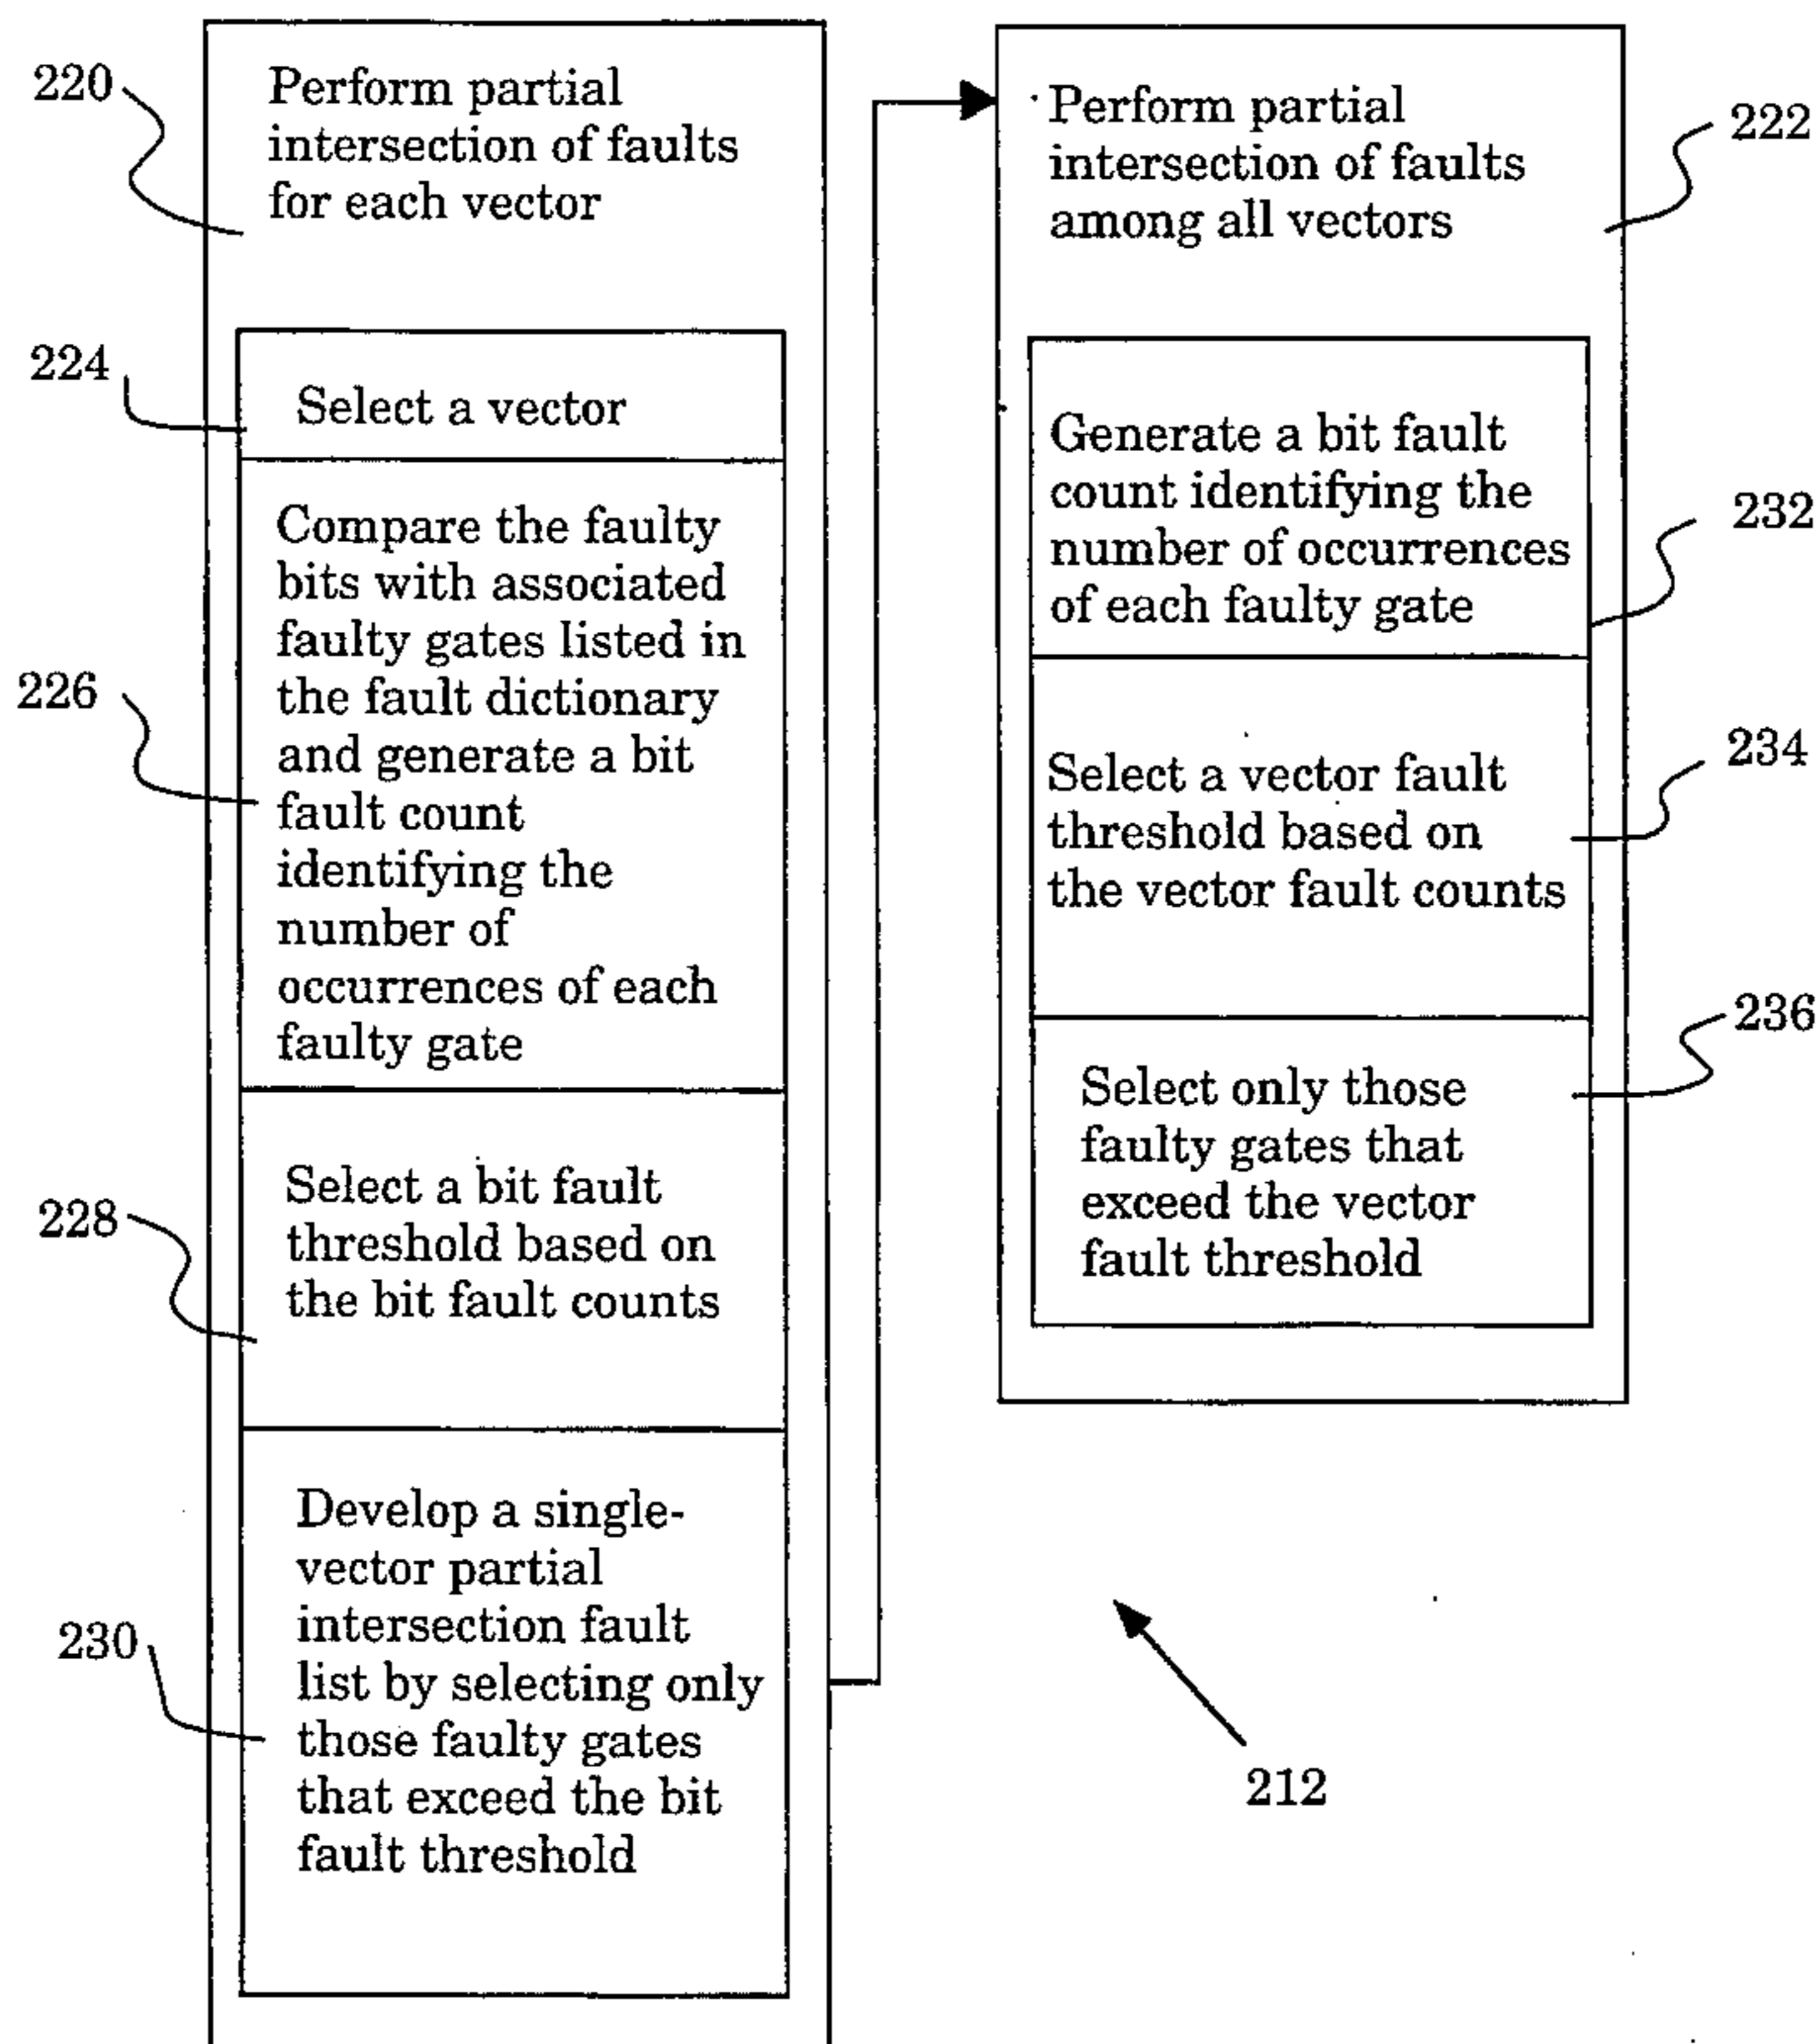 220
Perform partial
intersection of faults
for each vector
224
Select a vector
226
Compare the faulty
bits with associated
faulty gates listed in
the fault dictionary
and generate a bit
fault count
identifying the
number of
occurrences of each
faulty gate
228
Select a bit fault
threshold based on
the bit fault counts
230
Develop a single-
vector partial
intersection fault
list by selecting only
those faulty gates
that exceed the bit
fault threshold
222
Perform partial
intersection of faults
among all vectors
232
Generate a bit fault
count identifying the
number of occurrences
of each faulty gate
234
Select a vector fault
threshold based on
the vector fault counts
236
Select only those
faulty gates that
exceed the vector
fault threshold
212